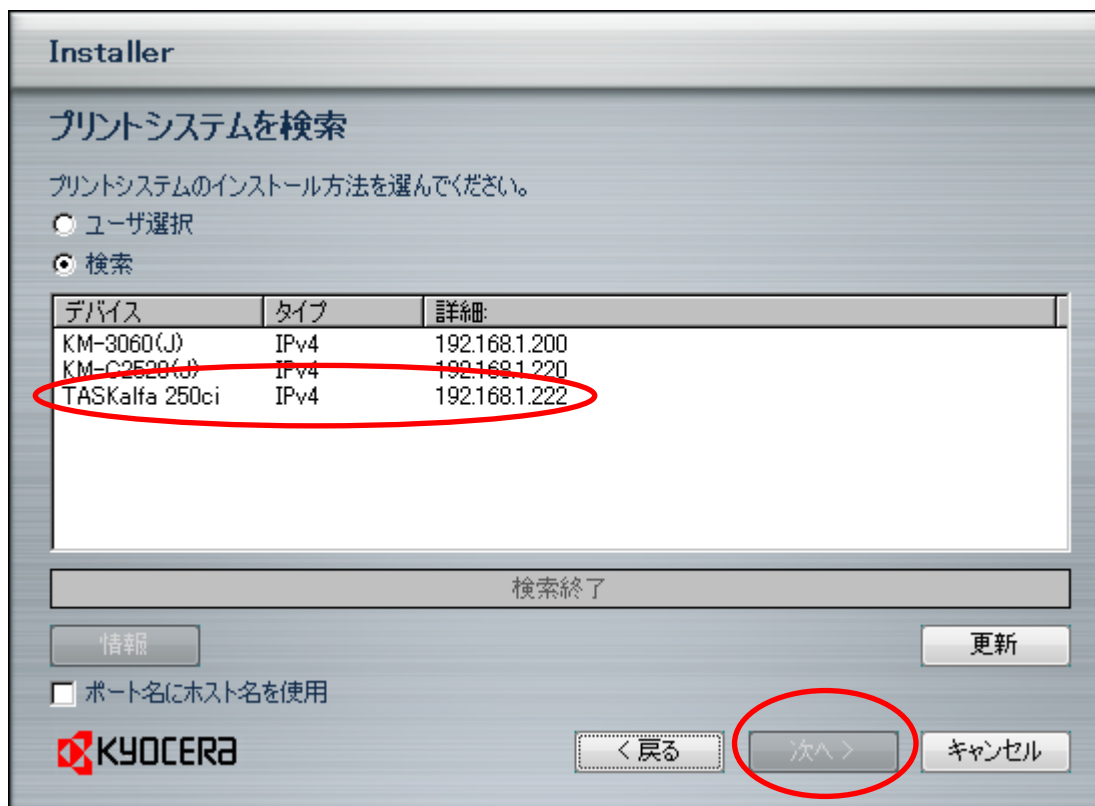 Installer
プリントシステムを検索
プリントシステムのインストール方法を選んでください。
ユーザ選択
検索
デバイス タイプ 詳細:
KM-3060(J) IPv4 192.168.1.200
KM-C2520(J) IPv4 192.168.1.220
TASKalfa 250ci IPv4 192.168.1.222
検索終了
情報 更新
ポート名にホスト名を使用
KYOCERA < 戻る 次へ > キャンセル